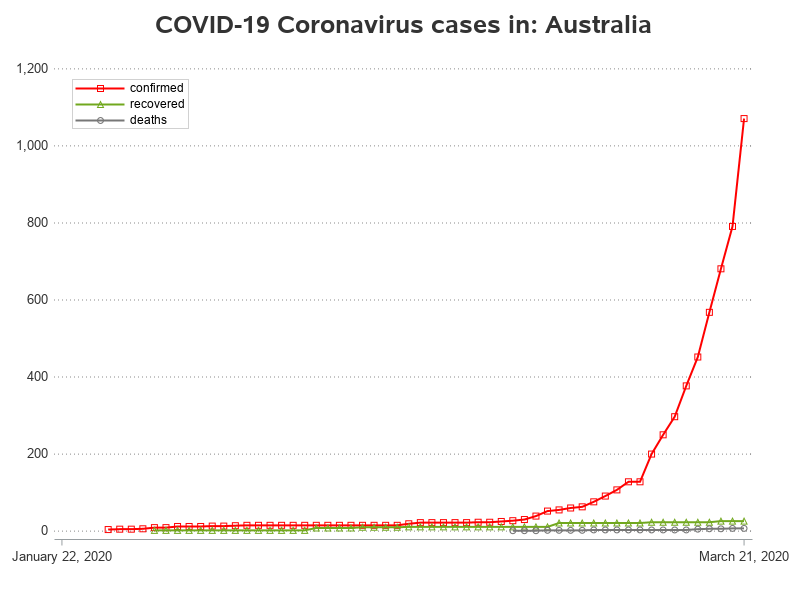 COVID-19 Coronavirus cases in: Australia
1,200
confirmed
recovered
deaths
1,000
800
600
400
200
0
January 22, 2020
March 21, 2020